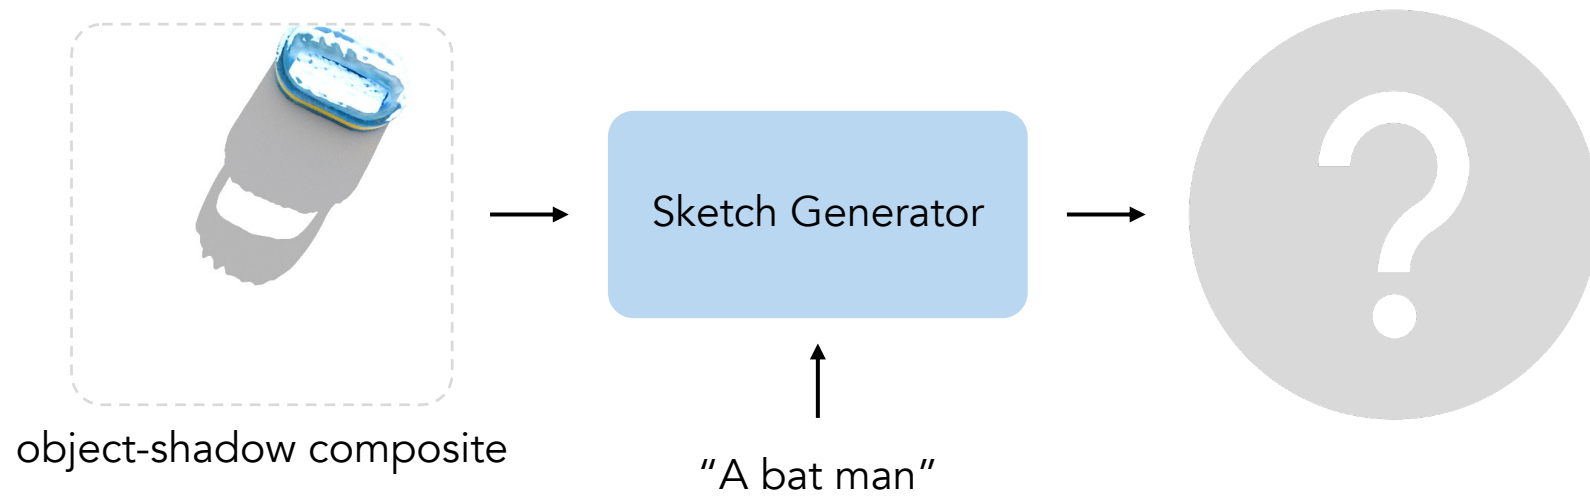 Sketch Generator
object-shadow composite
“A bat man”